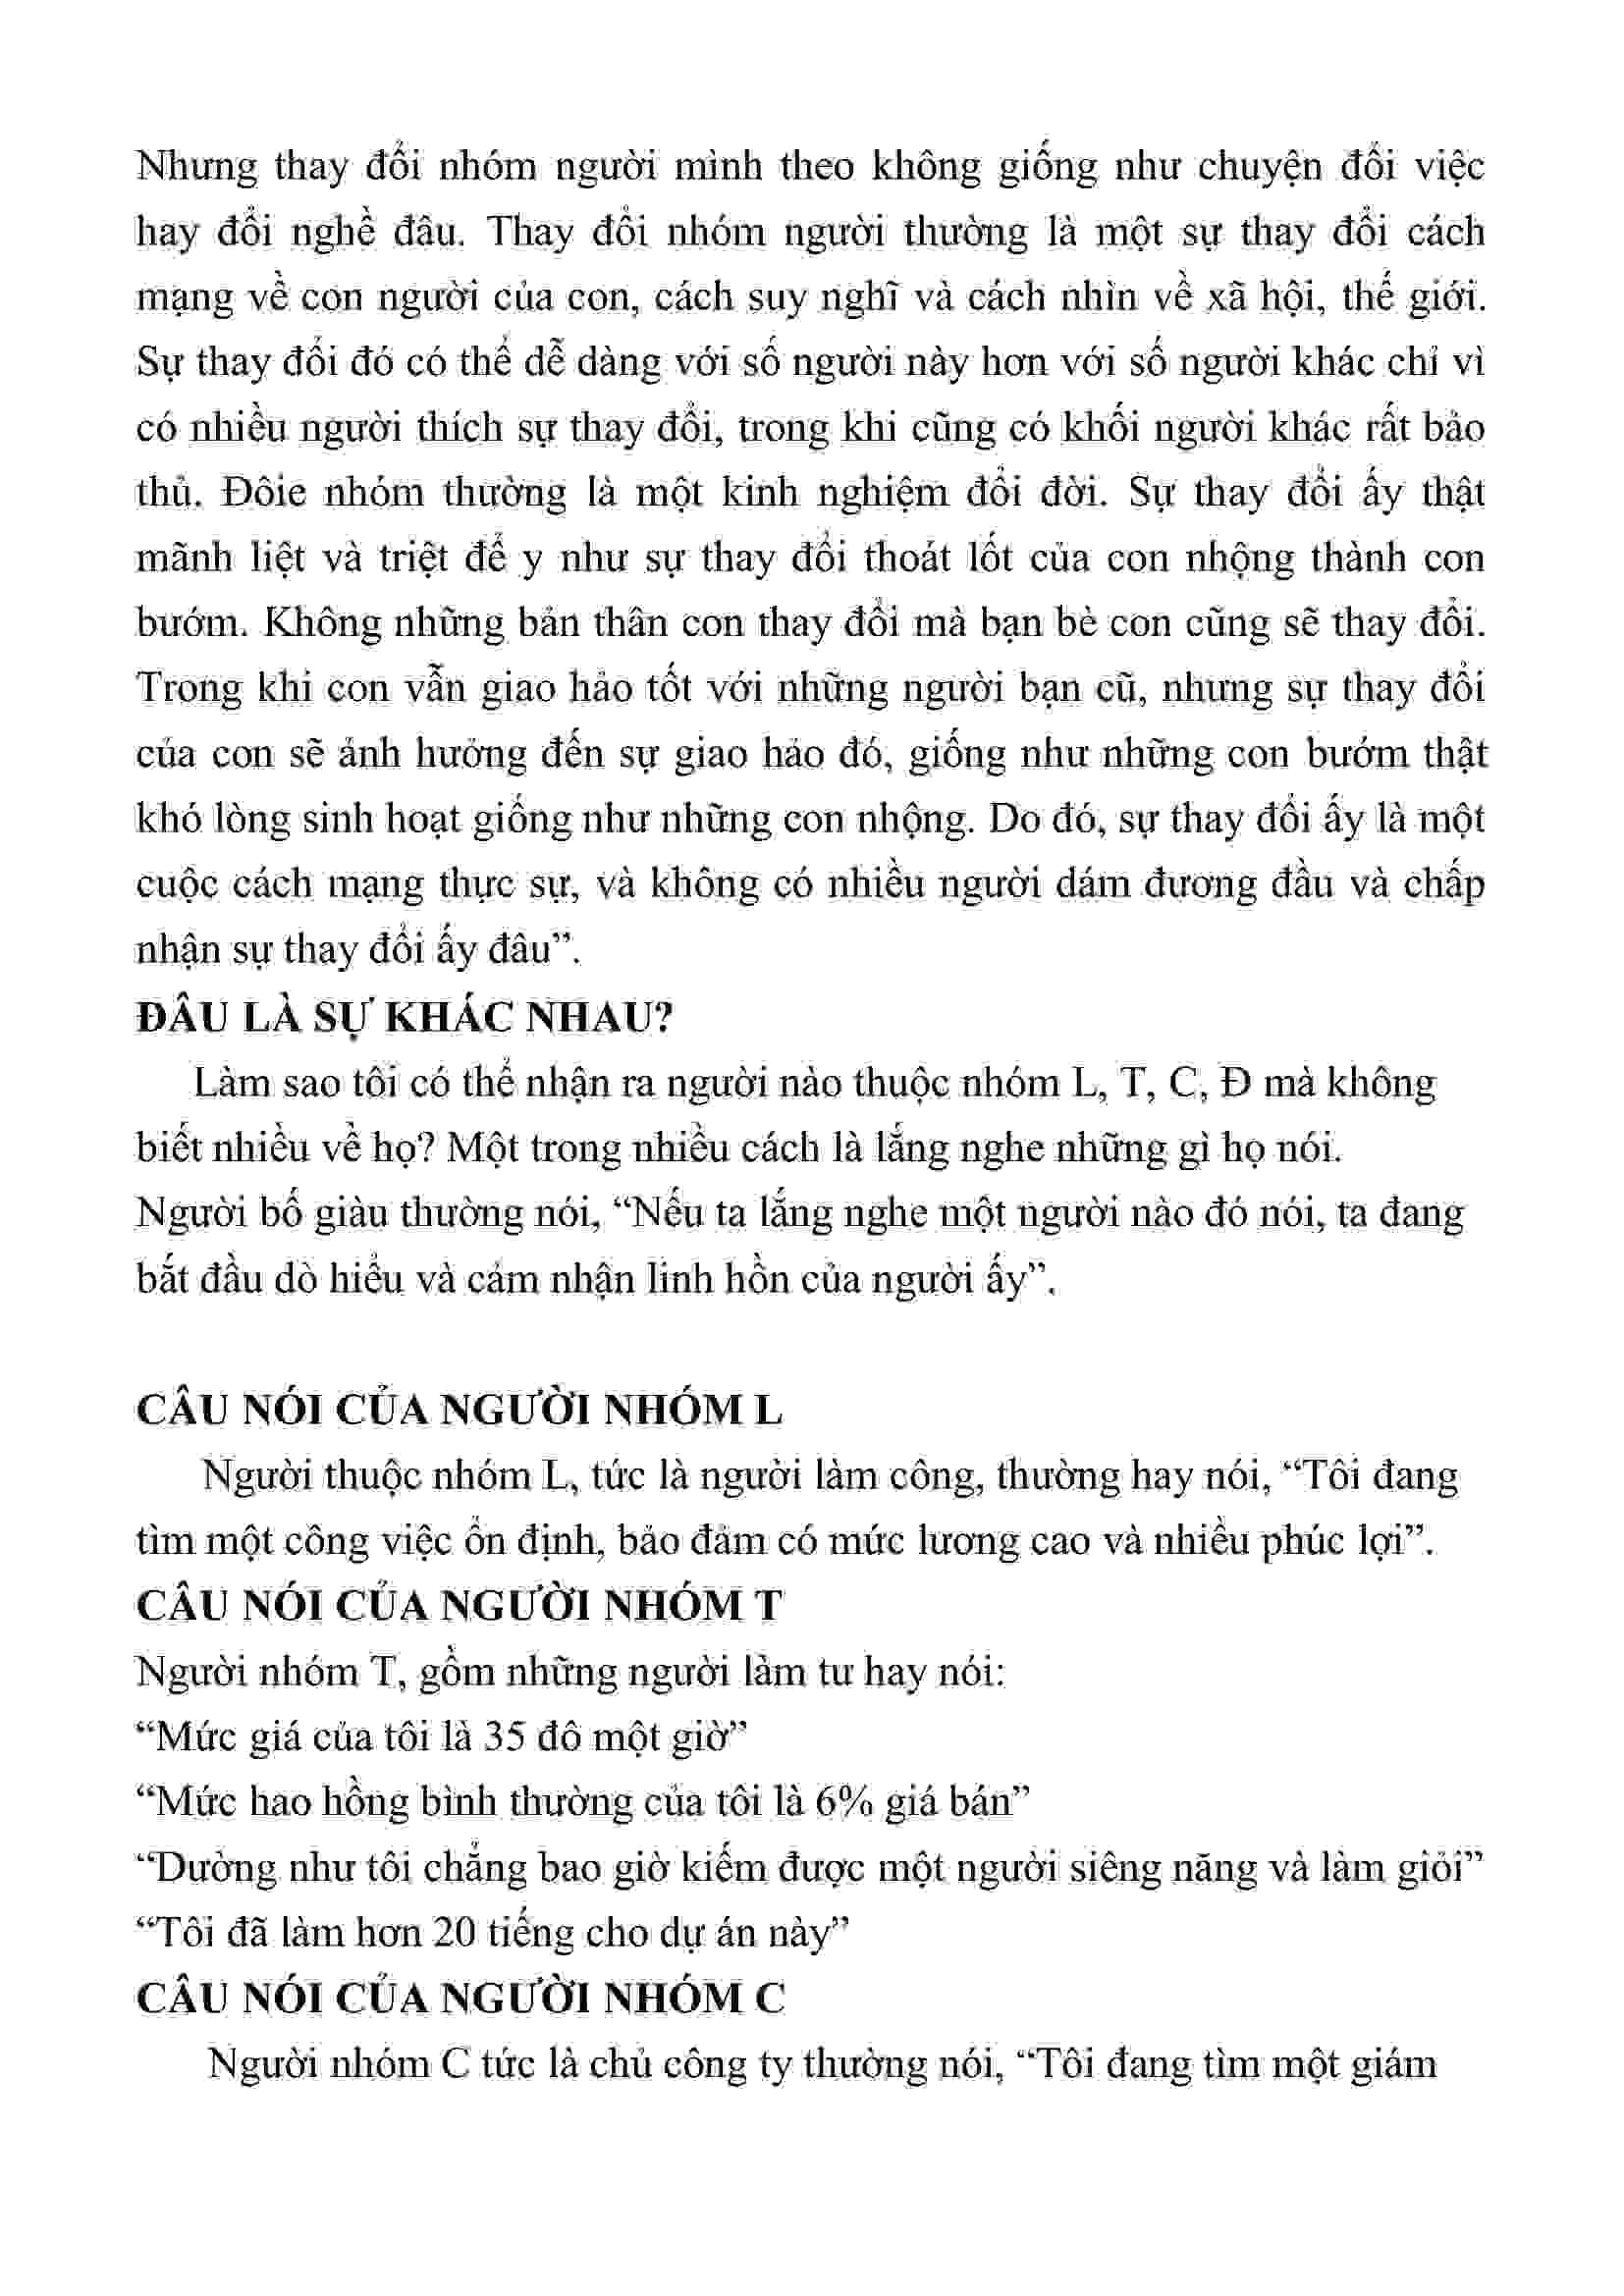 Nhưng thay đổi nhóm người mình theo không giống như chuyện đổi việc
hay đổi nghề đâu. Thay đổi nhóm người thường là một sự thay đổi cách
mạng về con người của con, cách suy nghĩ và cách nhìn về xã hội, thế giới.
Sự thay đổi đó có thể dễ dàng với số người này hơn với số người khác chỉ vì
có nhiều người thích sự thay đổi, trong khi cũng có khối người khác rất bảo
thủ. Đôie nhóm thường là một kinh nghiệm đổi đời. Sự thay đổi ấy thật
mãnh liệt và triệt để y như sự thay đổi thoát lốt của con nhộng thành con
bướm. Không những bản thân con thay đổi mà bạn bè con cũng sẽ thay đổi.
Trong khi con vẫn giao hảo tốt với những người bạn cũ, nhưng sự thay đổi
của con sẽ ảnh hưởng đến sự giao hảo đó, giống như những con bướm thật
khó lòng sinh hoạt giống như những con nhộng. Do đó, sự thay đổi ấy là một
cuộc cách mạng thực sự, và không có nhiều người dám đương đầu và chấp
nhận sự thay đổi ấy đâu”.
ĐÂU LÀ SỰ KHÁC NHAU?
Làm sao tôi có thể nhận ra người nào thuộc nhóm L, T, C, Đ mà không
biết nhiều về họ? Một trong nhiều cách là lắng nghe những gì họ nói.
Người bố giàu thường nói, “Nếu ta lắng nghe một người nào đó nói, ta đang
bắt đầu dò hiểu và cảm nhận linh hồn của người ấy”.
CÂU NÓI CỦA NGƯỜI NHÓM L
Người thuộc nhóm L, tức là người làm công, thường hay nói, “Tôi đang
tìm một công việc ổn định, bảo đảm có mức lương cao và nhiều phúc lợi”.
CÂU NÓI CỦA NGƯỜI NHÓM T
Người nhóm T, gồm những người làm tư hay nói:
“Mức giá của tôi là 35 đô một giờ”
“Mức hao hồng bình thường của tôi là 6% giá bán”
“Dường như tôi chẳng bao giờ kiếm được một người siêng năng và làm giỏi”
“Tôi đã làm hơn 20 tiếng cho dự án này”
CÂU NÓI CỦA NGƯỜI NHÓM C
Người nhóm C tức là chủ công ty thường nói, “Tôi đang tìm một giám